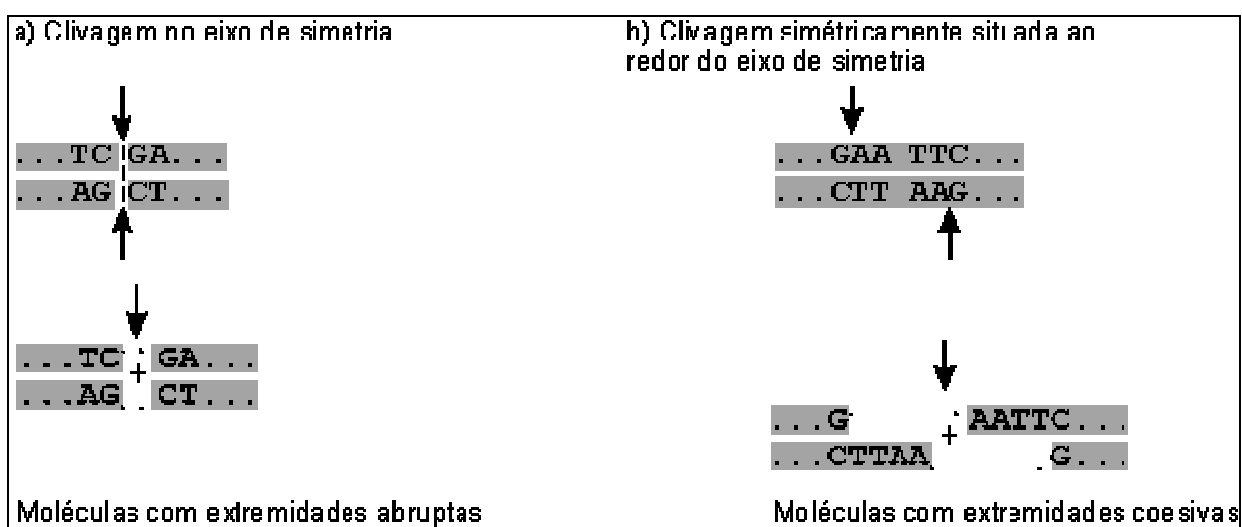 a) Clivagem no eixo de simetria
b) Clivagem simétricamente situada ao
redor do eixo de simetria
...TC GA...
...AG CT...
...GAA TTC...
...CTT AAG...
...TC + GA...
...AG CT...
...G + AATTC...
...CTTAA G...
Moléculas com extremidades abruptas
Moléculas com extremidades coesivas